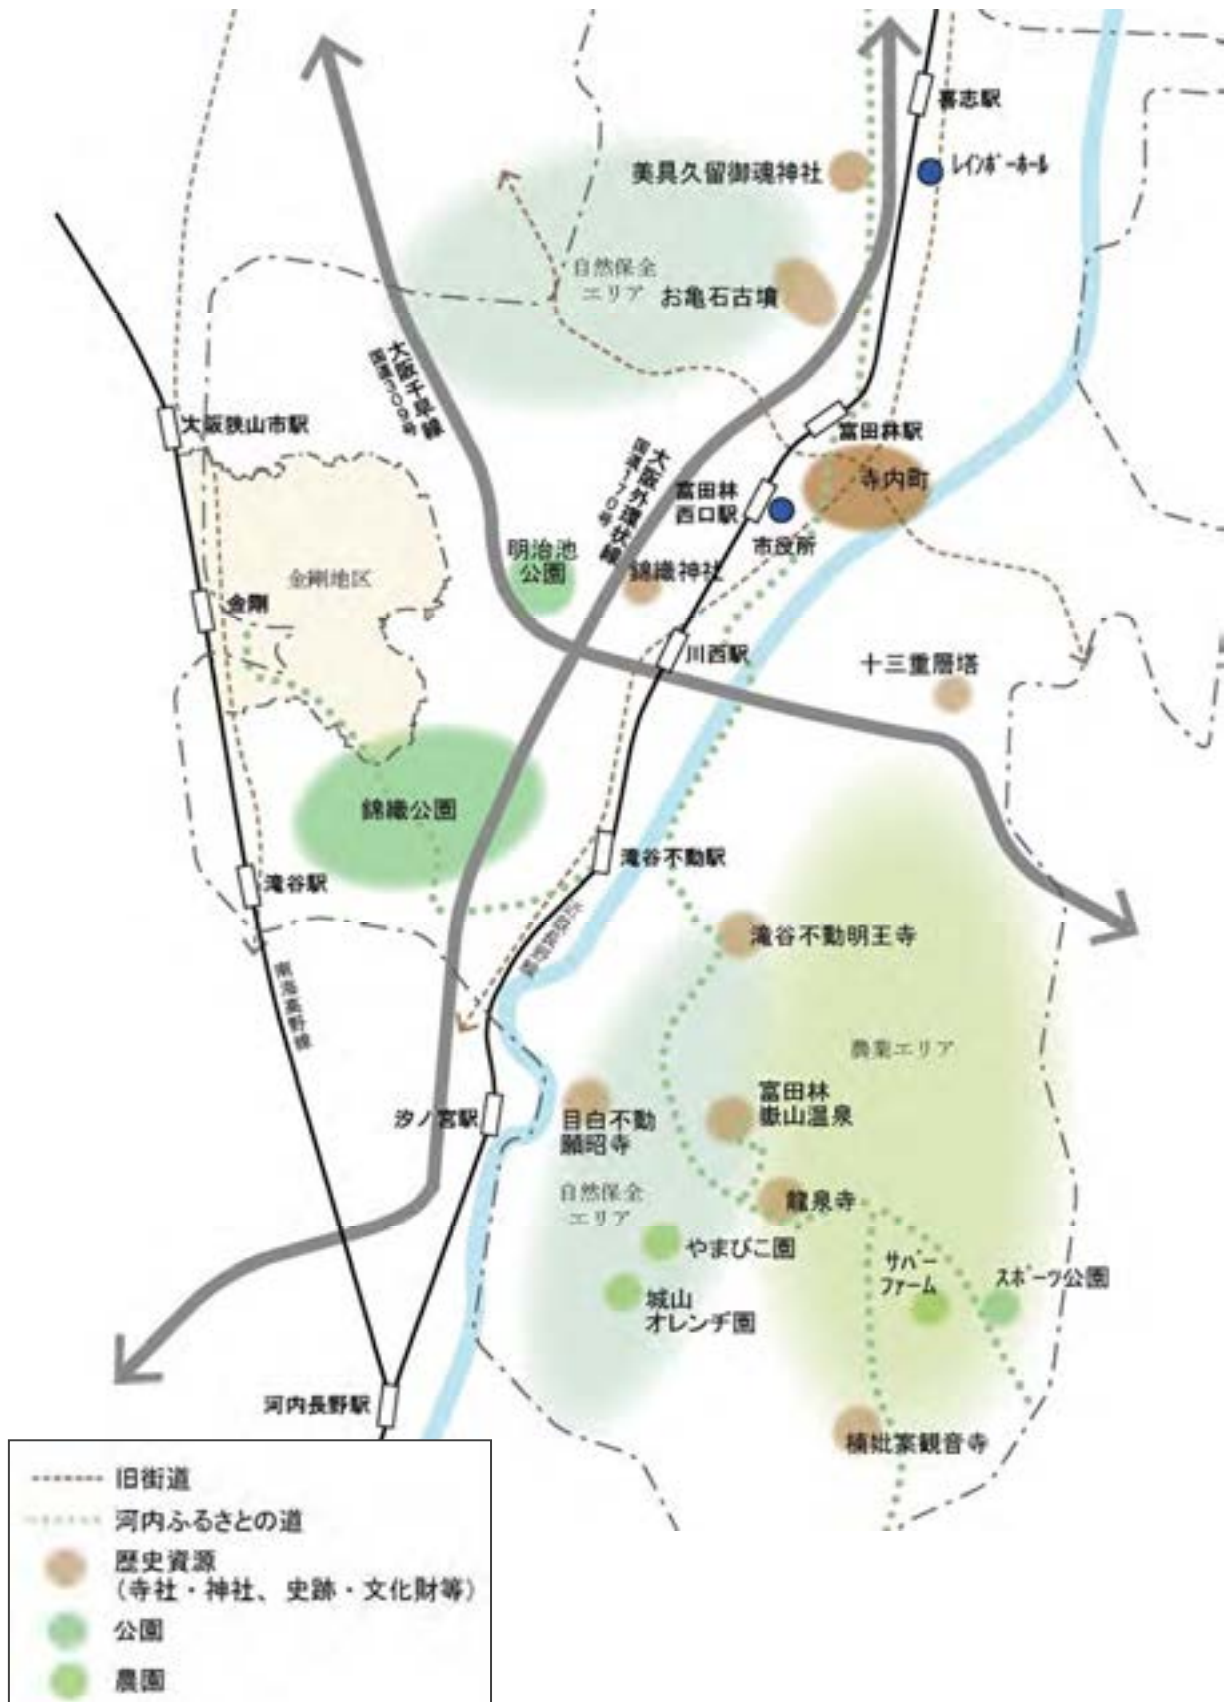 喜志駅
美具久留御魂神社
レインボーホール
自然保全
エリア
お亀石古墳
大阪千早線
国道309号
大阪狭山市駅
大阪外環状線
国道170号
富田林駅
寺内町
富田林
西口駅
市役所
明治池
公園
錦織神社
金剛地区
金剛
川西駅
十三重層塔
錦織公園
滝谷不動駅
滝谷駅
滝谷不動明王寺
近鉄長野線
南海高野線
農業エリア
汐ノ宮駅
目白不動
願昭寺
富田林
嶽山温泉
自然保全
エリア
龍泉寺
やまびこ園
サバー
ファーム
スポーツ公園
城山
オレンヂ園
河内長野駅
楠妣案観音寺
旧街道
河内ふるさとの道
歴史資源
(寺社・神社、史跡・文化財等)
公園
農園